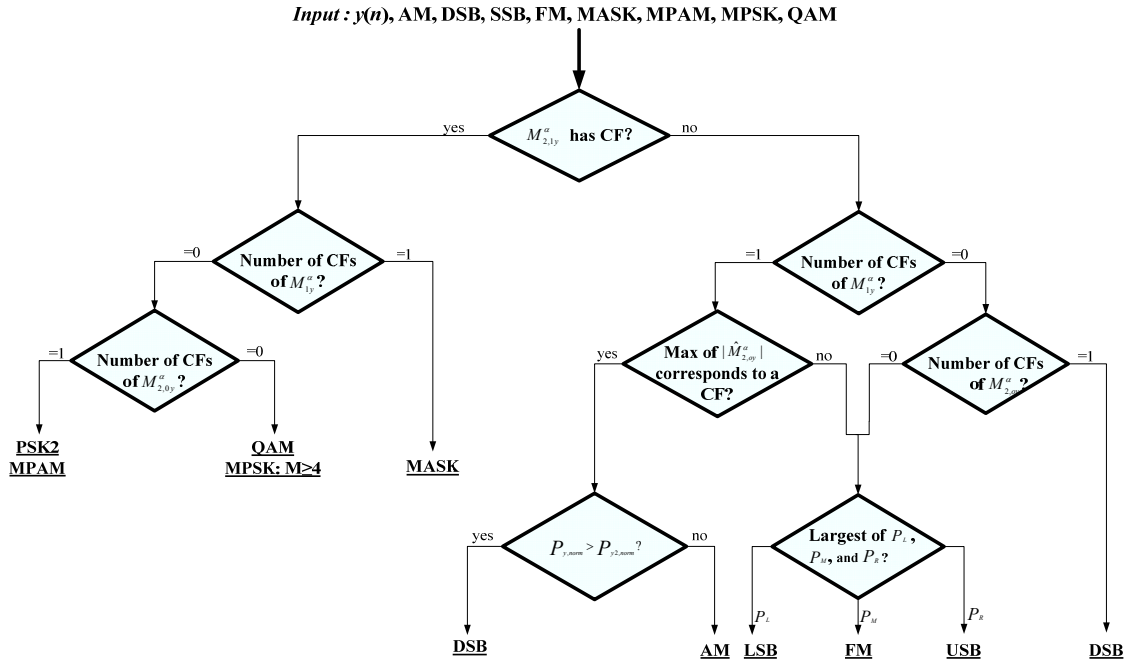 Input : y(n), AM, DSB, SSB, FM, MASK, MPAM, MPSK, QAM
yes
M^α_{2,1y} has CF?
no
=0
Number of CFs
of M^α_{1y} ?
=1
=1
Number of CFs
of M^α_{1y} ?
=0
=1
Number of CFs
of M^α_{2,0y} ?
=0
yes
Max of | M̂^α_{2,oy} |
corresponds to a
CF?
no
=0
Number of CFs
of M^α_{2,oy} ?
=1
PSK2
MPAM
QAM
MPSK: M≥4
MASK
yes
P_{y,norm} > P_{y2,norm} ?
no
Largest of P_L ,
P_M, and P_R ?
P_L
P_M
P_R
DSB
AM
LSB
FM
USB
DSB